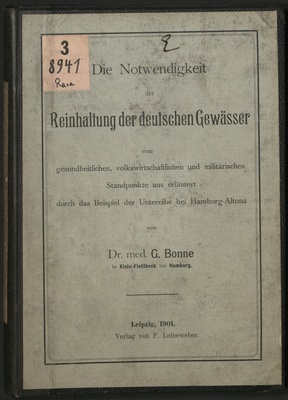 3
8941
Rara
Die Notwendigkeit
der
Reinhaltung der deutschen Gewässer
vom
gesundheitlichen, volkswirtschaftlichen und militärischen
Standpunkte aus erläutert
durch das Beispiel der Unterelbe bei Hamburg-Altona
von
Dr. med. G. Bonne
in Klein-Flottbeck bei Hamburg.
Leipzig, 1901.
Verlag von F. Leineweber.